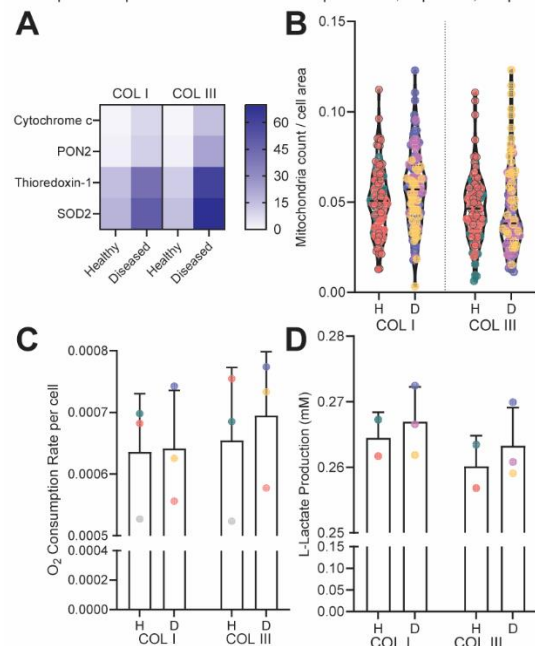 A
COL I COL III
Cytochrome c
PON2
Thioredoxin-1
SOD2
Healthy
Diseased
Healthy
Diseased
60
45
30
15
0
B
Mitochondria count / cell area
0.15
0.10
0.05
0.00
H D H D
COL I COL III
C
O2 Consumption Rate per cell
0.0008
0.0007
0.0006
0.0005
0.0004
0.0002
0.0000
H D H D
COL I COL III
D
L-Lactate Production (mM)
0.28
0.27
0.26
0.25
0.15
0.10
0.05
0.00
H D H D
COL I COL III